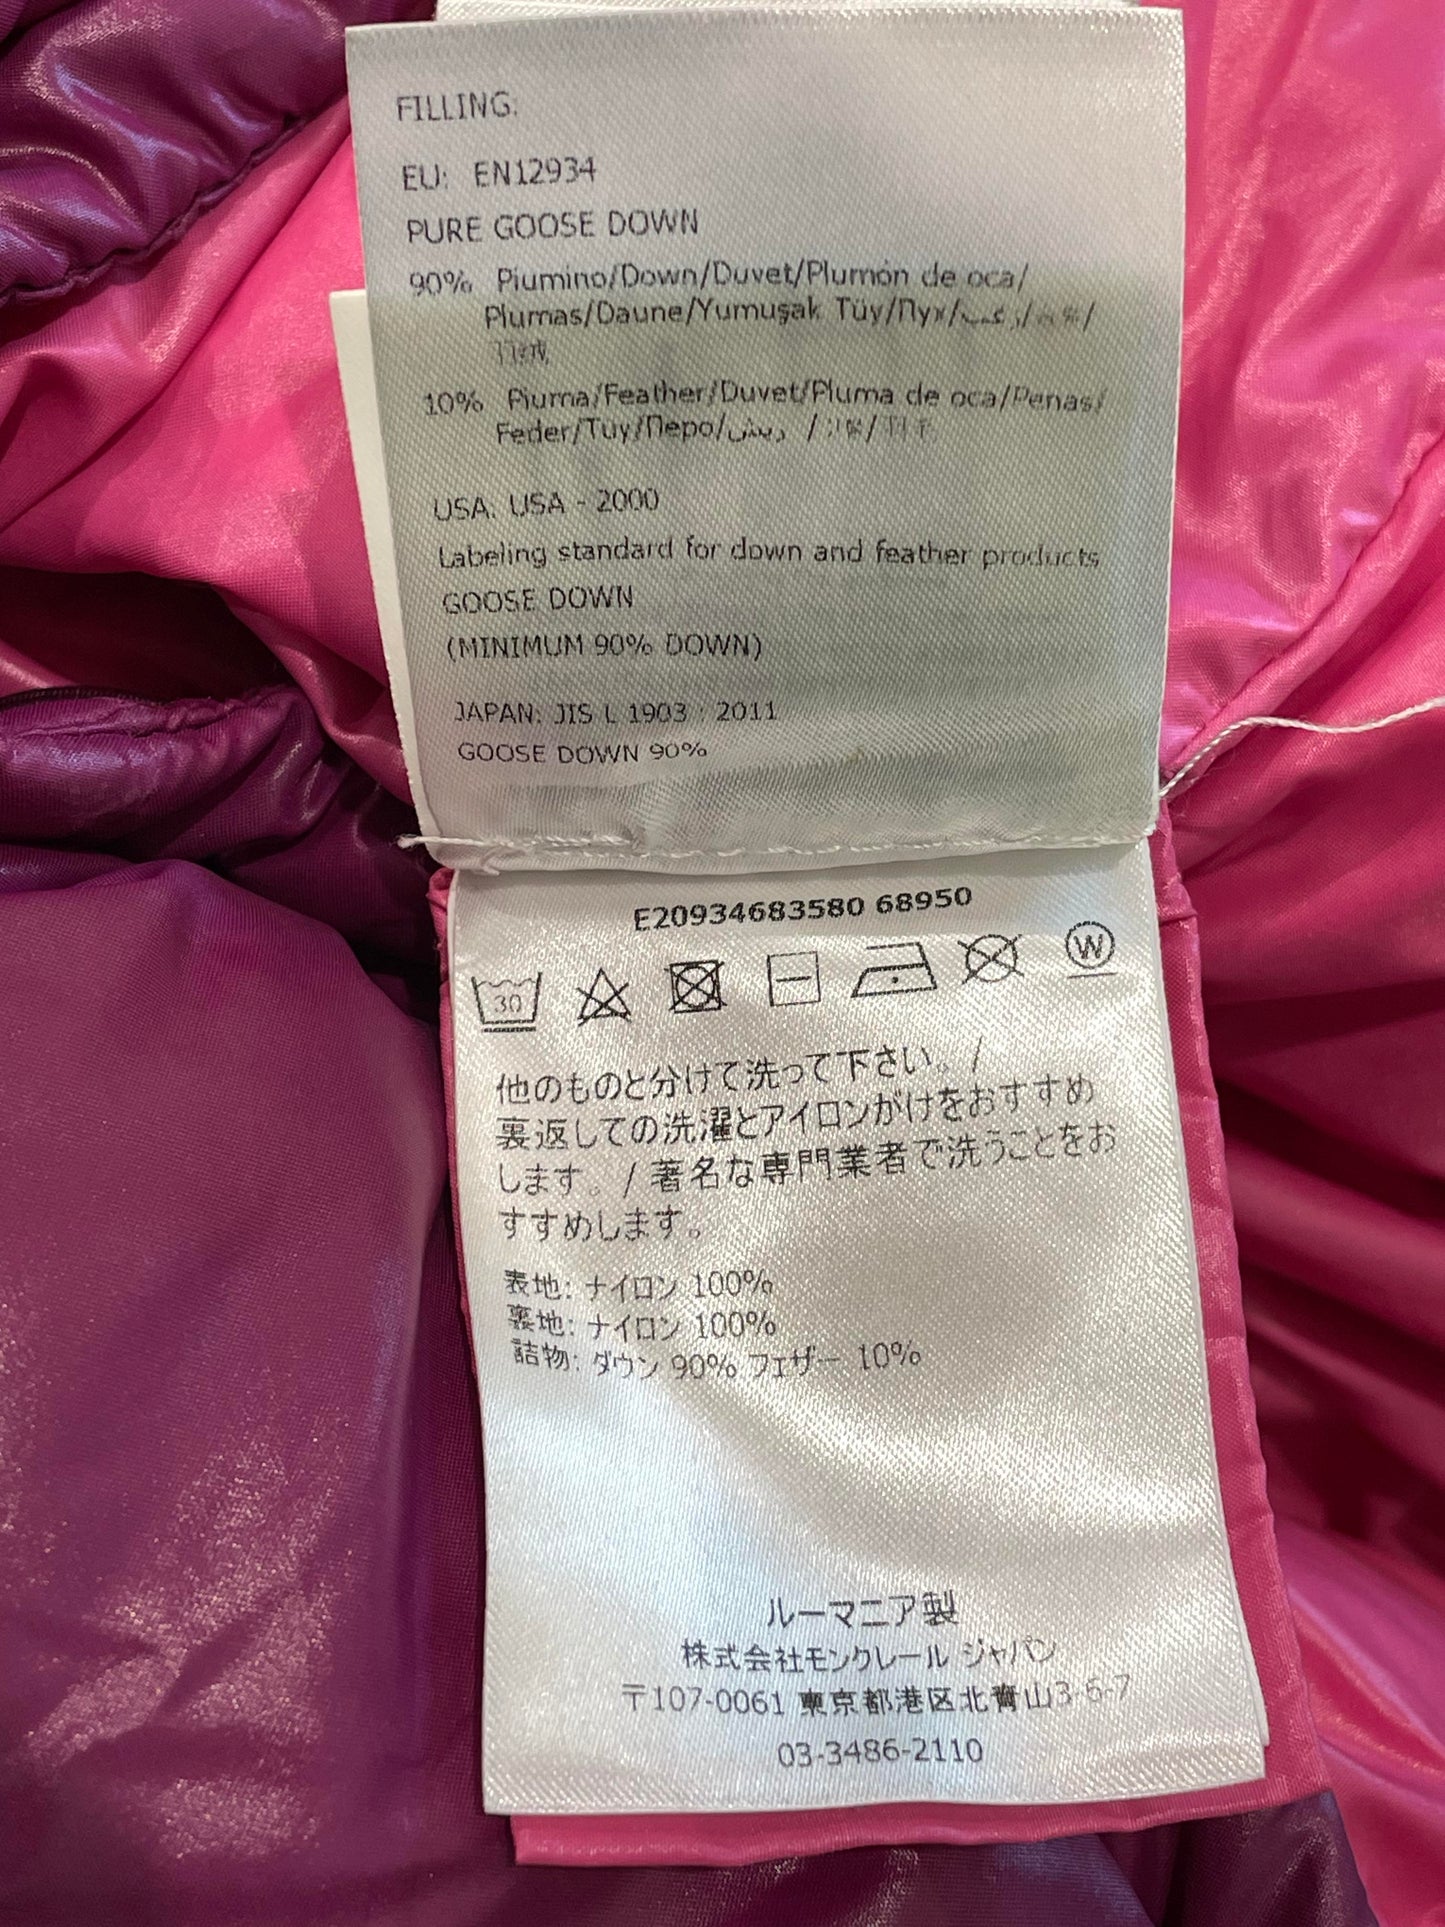 FILLING:
EU: EN12934
PURE GOOSE DOWN
90% Piumino/Down/Duvet/Plumón de oca/
Plumas/Daune/Yumuşak Tüy/Пух/
羽绒
10% Piuma/Feather/Duvet/Pluma de oca/Penas/
Feder/Tüy/Перо/ريش /
USA: USA - 2000
Labeling standard for down and feather products
GOOSE DOWN
(MINIMUM 90% DOWN)
JAPAN: JIS L 1903 : 2011
GOOSE DOWN 90%
E20934683580 68950
30
W
他のものと分けて洗って下さい。/
裏返しての洗濯とアイロンがけをおすすめ
します。/ 著名な専門業者で洗うことをお
すすめします。
表地: ナイロン 100%
裏地: ナイロン 100%
詰物: ダウン 90% フェザー 10%
ルーマニア製
株式会社モンクレール ジャパン
〒107-0061 東京都港区北青山3-6-7
03-3486-2110